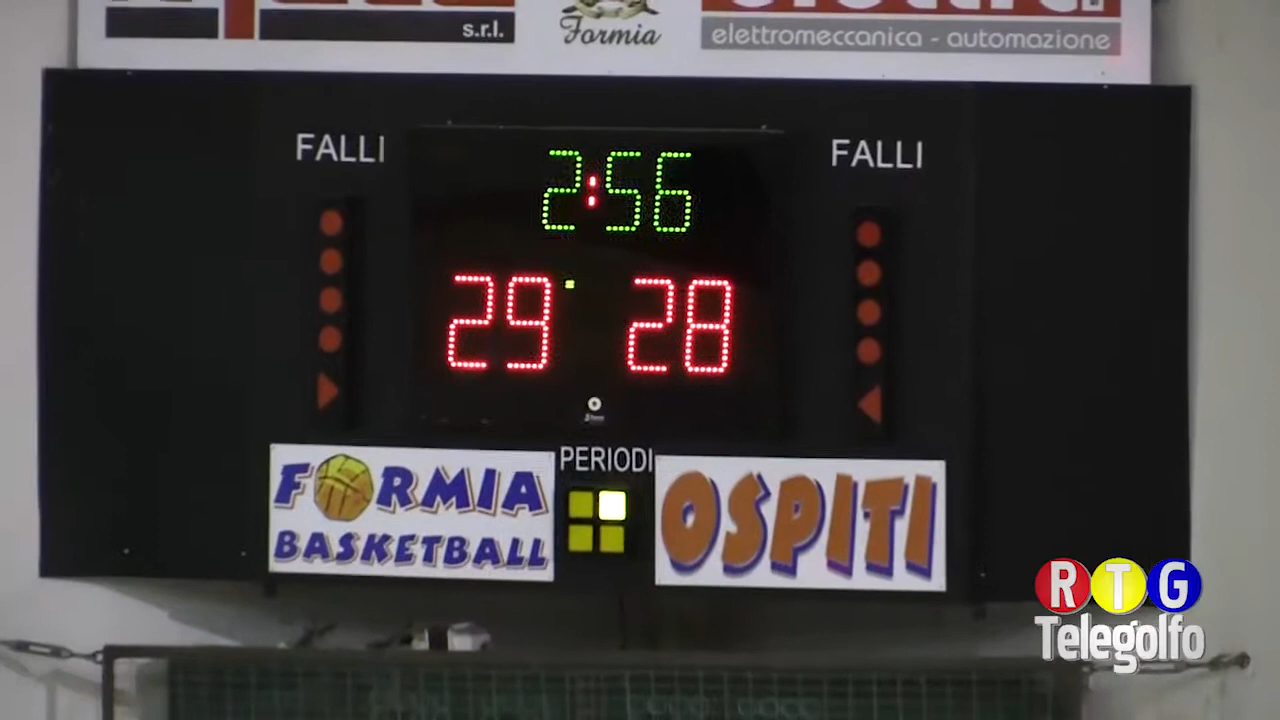 s.r.l.
Formia
elettromeccanica - automazione
FALLI
FALLI
2:56
29
28
PERIODI
FORMIA
BASKETBALL
OSPITI
RTG
Telegolfo